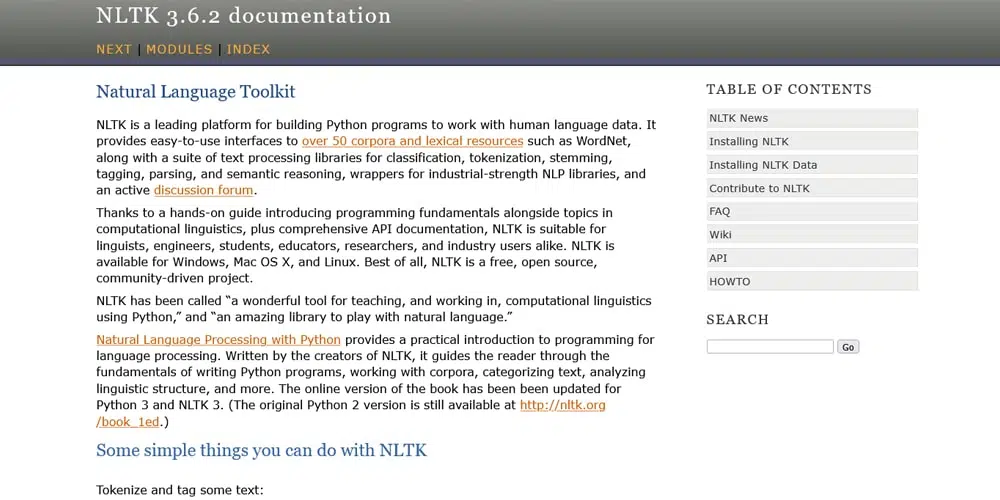 NLTK 3.6.2 documentation
NEXT | MODULES | INDEX
Natural Language Toolkit
NLTK is a leading platform for building Python programs to work with human language data. It
provides easy-to-use interfaces to over 50 corpora and lexical resources such as WordNet,
along with a suite of text processing libraries for classification, tokenization, stemming,
tagging, parsing, and semantic reasoning, wrappers for industrial-strength NLP libraries, and
an active discussion forum.
Thanks to a hands-on guide introducing programming fundamentals alongside topics in
computational linguistics, plus comprehensive API documentation, NLTK is suitable for
linguists, engineers, students, educators, researchers, and industry users alike. NLTK is
available for Windows, Mac OS X, and Linux. Best of all, NLTK is a free, open source,
community-driven project.
NLTK has been called “a wonderful tool for teaching, and working in, computational linguistics
using Python,” and “an amazing library to play with natural language.”
Natural Language Processing with Python provides a practical introduction to programming for
language processing. Written by the creators of NLTK, it guides the reader through the
fundamentals of writing Python programs, working with corpora, categorizing text, analyzing
linguistic structure, and more. The online version of the book has been been updated for
Python 3 and NLTK 3. (The original Python 2 version is still available at http://nltk.org
/book_1ed.)
Some simple things you can do with NLTK
Tokenize and tag some text:
TABLE OF CONTENTS
NLTK News
Installing NLTK
Installing NLTK Data
Contribute to NLTK
FAQ
Wiki
API
HOWTO
SEARCH
Go